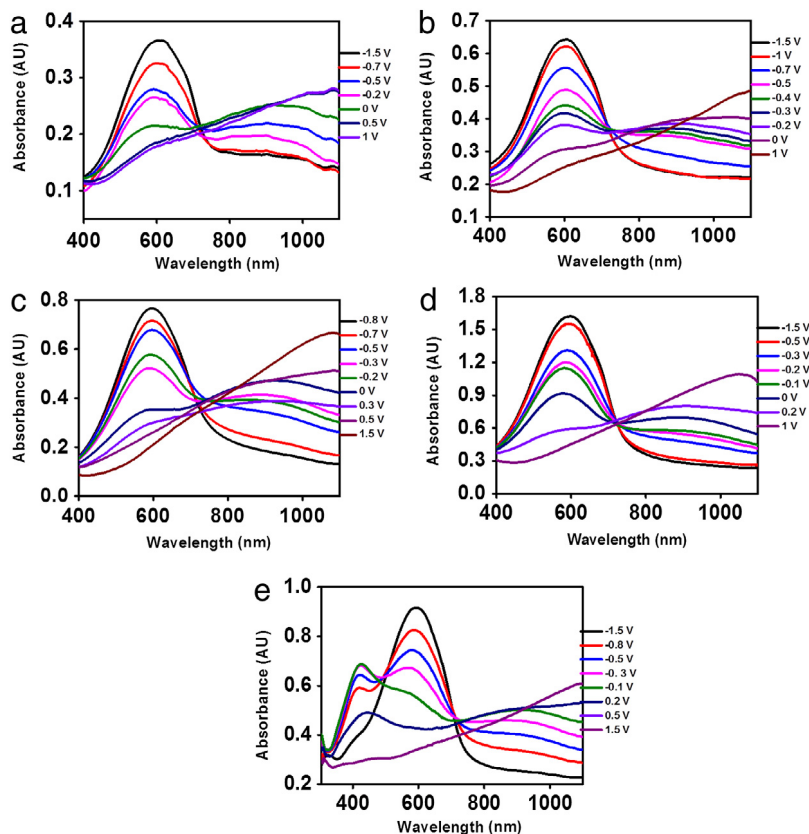 a
Absorbance (AU)
0.4
0.3
0.2
0.1
400 600 800 1000
Wavelength (nm)
-1.5 V
-0.7 V
-0.5 V
-0.2 V
0 V
0.5 V
1 V
b
Absorbance (AU)
0.7
0.6
0.5
0.4
0.3
0.2
0.1
400 600 800 1000
Wavelength (nm)
-1.5 V
-1 V
-0.7 V
-0.5
-0.4 V
-0.3 V
-0.2 V
0 V
1 V
c
Absorbance (AU)
0.8
0.6
0.4
0.2
0.0
400 600 800 1000
Wavelength (nm)
-0.8 V
-0.7 V
-0.5 V
-0.3 V
-0.2 V
0 V
0.3 V
0.5 V
1.5 V
d
Absorbance (AU)
1.8
1.5
1.2
0.9
0.6
0.3
0.0
400 600 800 1000
Wavelength (nm)
-1.5 V
-0.5 V
-0.3 V
-0.2 V
-0.1 V
0 V
0.2 V
1 V
e
Absorbance (AU)
1.0
0.8
0.6
0.4
0.2
400 600 800 1000
Wavelength (nm)
-1.5 V
-0.8 V
-0.5 V
-0. 3 V
-0.1 V
0.2 V
0.5 V
1.5 V